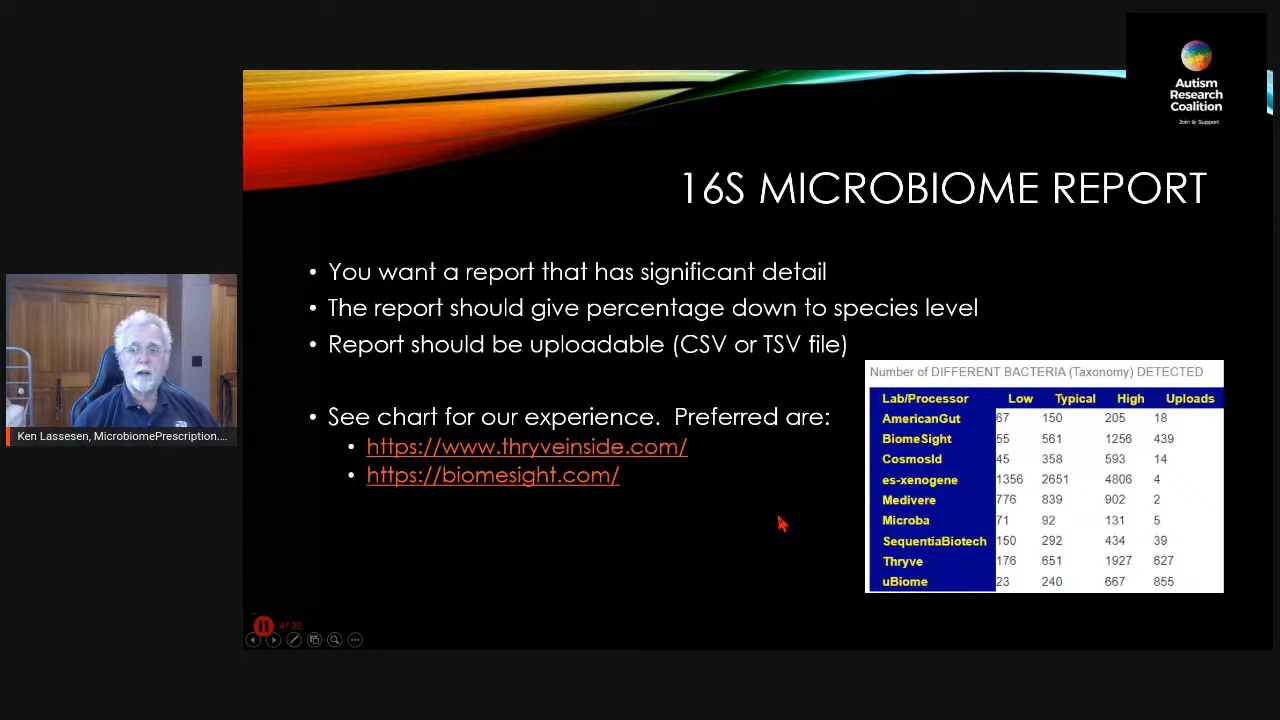 Autism
Research
Coalition
Join Support
16S MICROBIOME REPORT
• You want a report that has significant detail
• The report should give percentage down to species level
• Report should be uploadable (CSV or TSV file)
• See chart for our experience. Preferred are:
• https://www.thryveinside.com/
• https://biomesight.com/
Number of DIFFERENT BACTERIA (Taxonomy) DETECTED
Lab/Processor Low Typical High Uploads
AmericanGut 67 150 205 18
BiomeSight 55 561 1256 439
CosmosId 45 358 593 14
es-xenogene 1356 2651 4806 4
Medivere 776 839 902 2
Microba 71 92 131 5
SequentiaBiotech 150 292 434 39
Thryve 176 651 1927 627
uBiome 23 240 667 855
Ken Lassesen, MicrobiomePrescription....
47:22